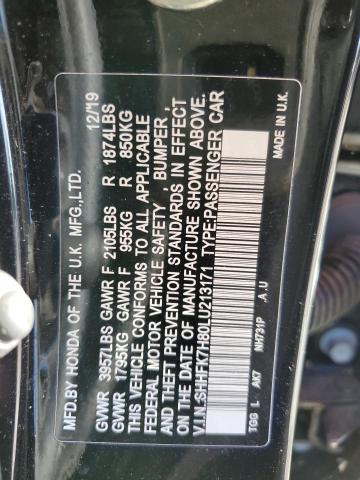 MFD.BY HONDA OF THE U.K. MFG.,LTD. 12/19
GVWR 3957LBS GAWR F 2105LBS R 1874LBS
GVWR 1795KG GAWR F 955KG R 850KG
THIS VEHICLE CONFORMS TO ALL APPLICABLE
FEDERAL MOTOR VEHICLE SAFETY, BUMPER,
AND THEFT PREVENTION STANDARDS IN EFFECT
ON THE DATE OF MANUFACTURE SHOWN ABOVE.
V.I.N.:SHHFK7H80LU213171 TYPE:PASSENGER CAR
TGG L AK7 NH731P .A.U MADE IN U.K.